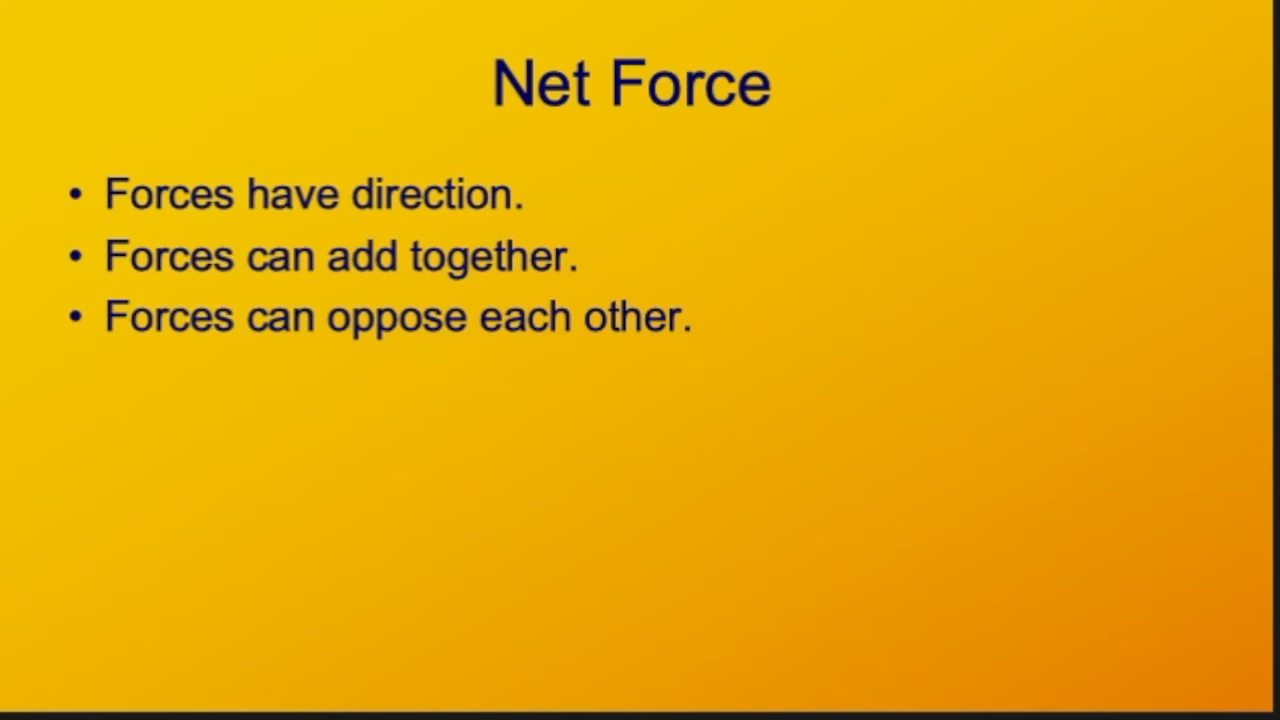 Net Force
• Forces have direction.
• Forces can add together.
• Forces can oppose each other.